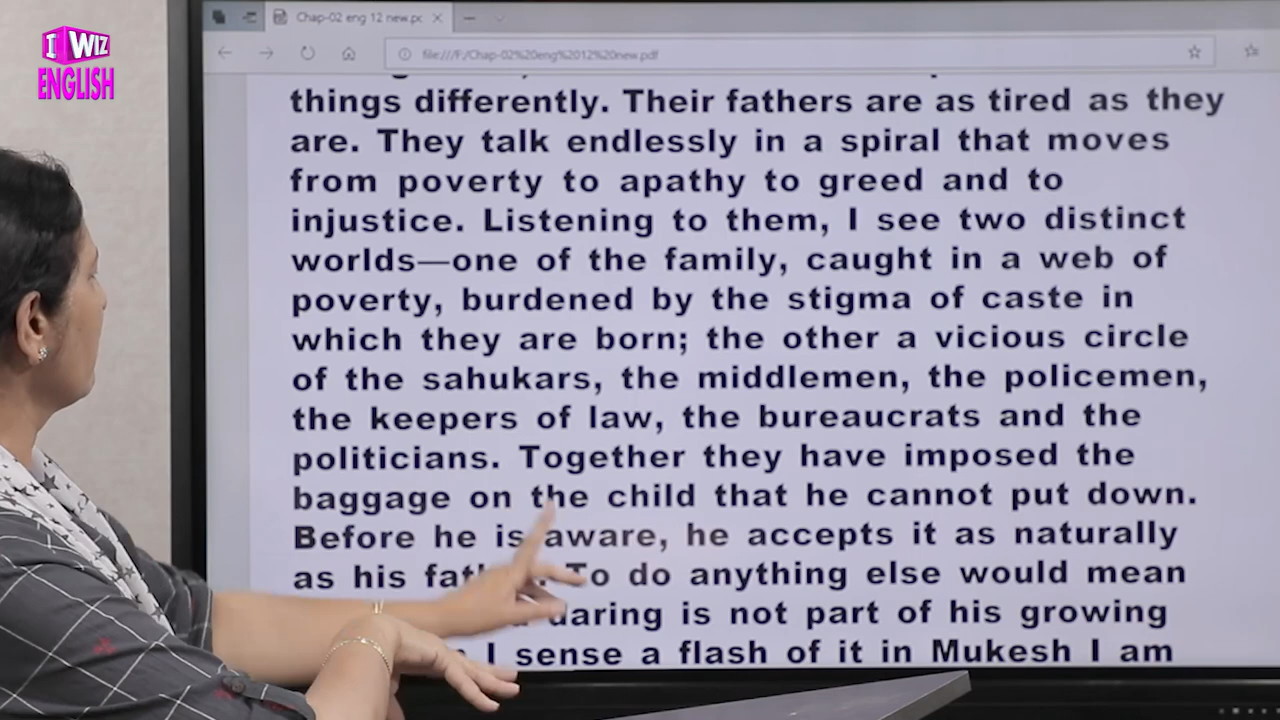 I WIZ
ENGLISH
Chap-02 eng 12 new.pc
file:///F:/Chap-02%20eng%2012%20new.pdf
things differently. Their fathers are as tired as they
are. They talk endlessly in a spiral that moves
from poverty to apathy to greed and to
injustice. Listening to them, I see two distinct
worlds—one of the family, caught in a web of
poverty, burdened by the stigma of caste in
which they are born; the other a vicious circle
of the sahukars, the middlemen, the policemen,
the keepers of law, the bureaucrats and the
politicians. Together they have imposed the
baggage on the child that he cannot put down.
Before he is aware, he accepts it as naturally
as his To do anything else would mean
daring is not part of his growing
I sense a flash of it in Mukesh I am